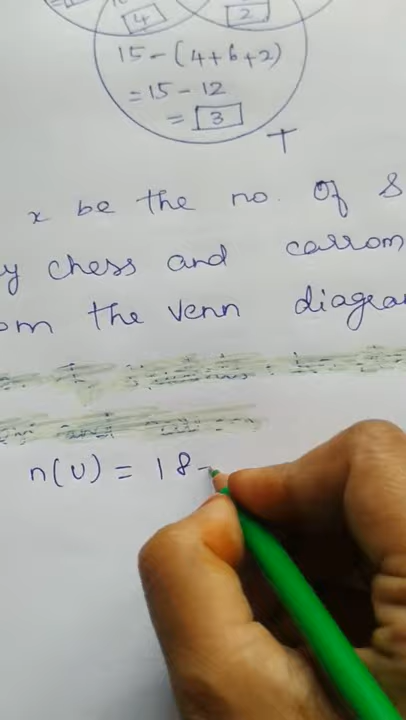 4
2
15 - (4+6+2)
= 15 - 12
= 3
T
x be the no. of
chess and carrom
the venn
n(U) = 18 -